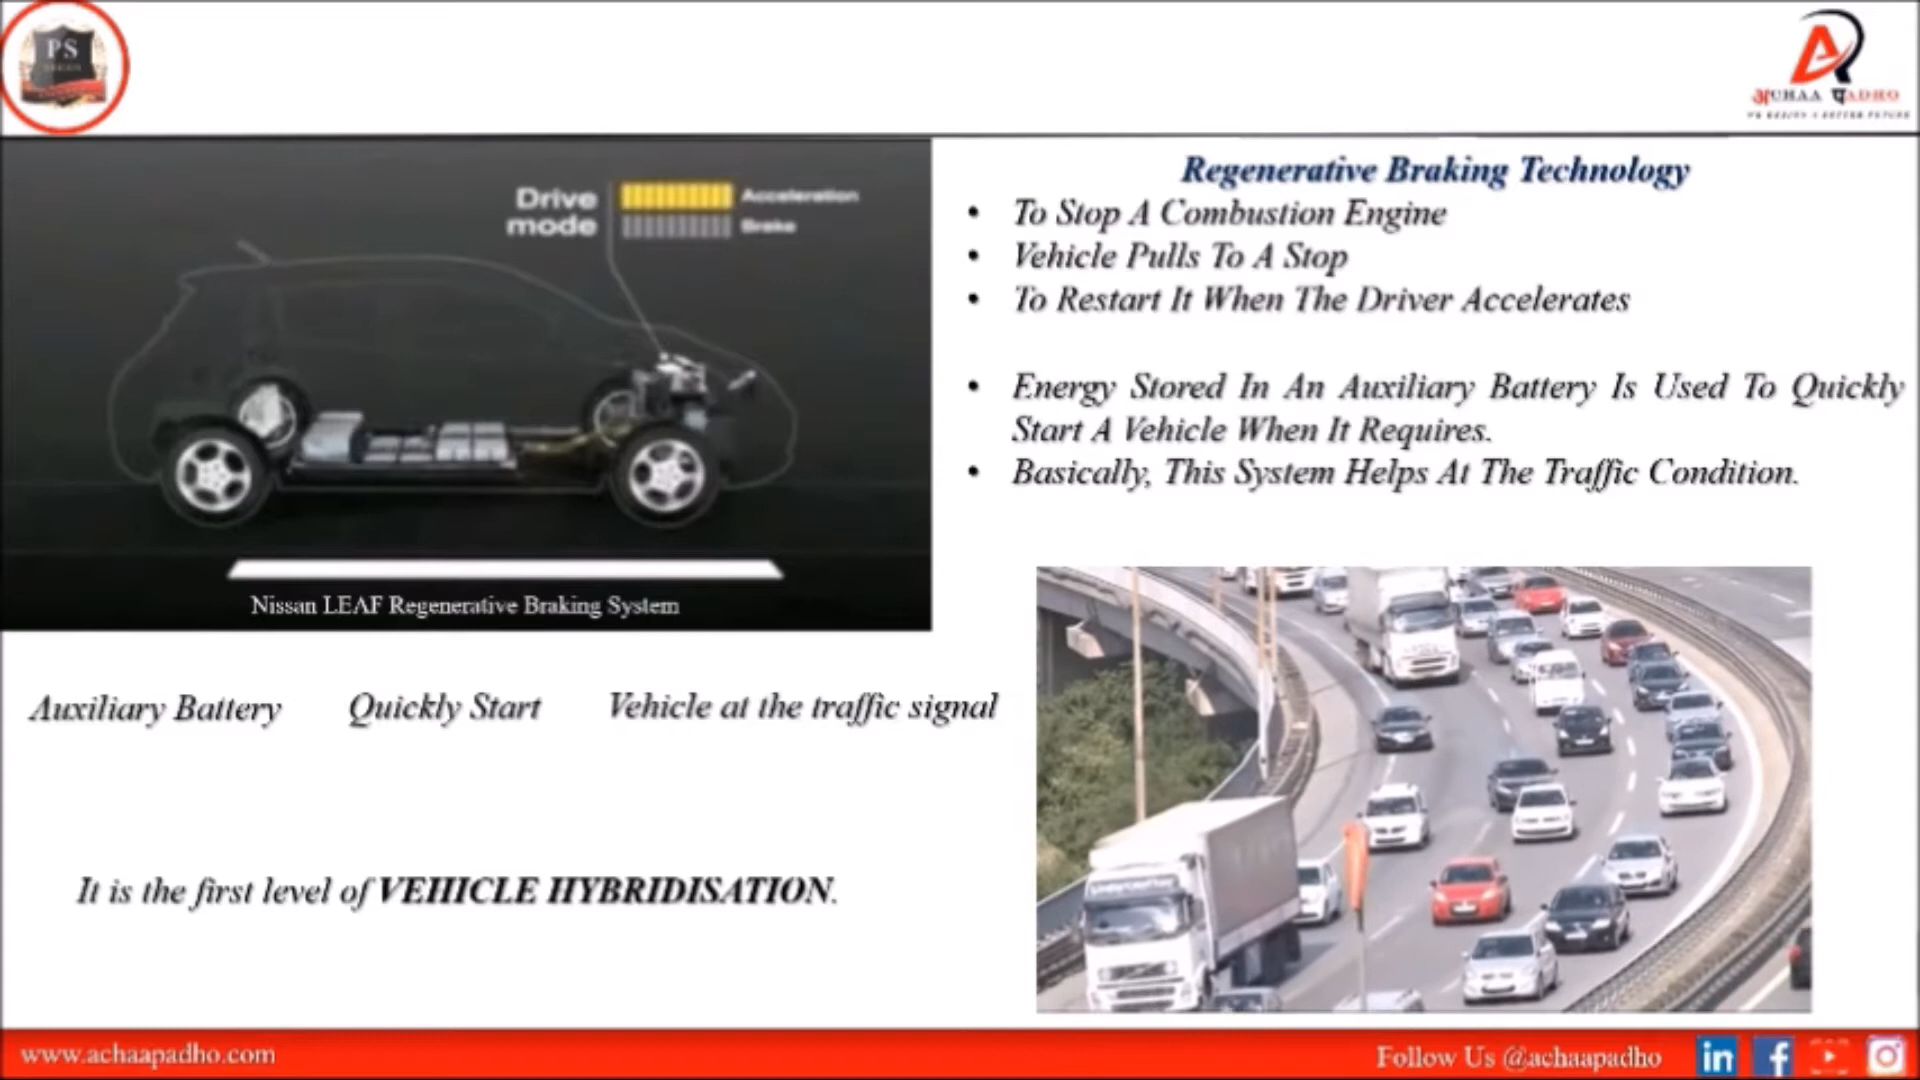 PS
अCHAA पADHO
Drive mode
Acceleration
Brake
Nissan LEAF Regenerative Braking System
Regenerative Braking Technology
• To Stop A Combustion Engine
• Vehicle Pulls To A Stop
• To Restart It When The Driver Accelerates
• Energy Stored In An Auxiliary Battery Is Used To Quickly
Start A Vehicle When It Requires.
• Basically, This System Helps At The Traffic Condition.
Auxiliary Battery Quickly Start Vehicle at the traffic signal
It is the first level of VEHICLE HYBRIDISATION.
www.achaapadho.com
Follow Us @achaapadho